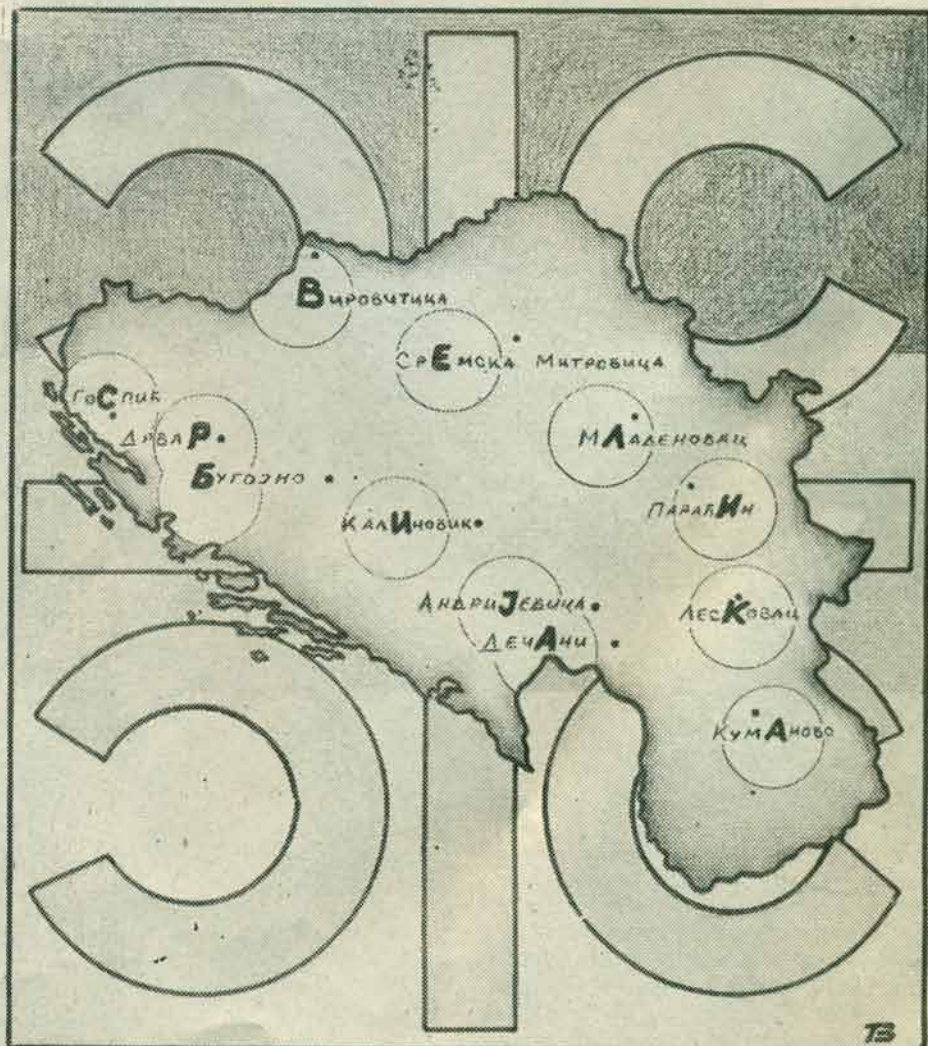 ВИРОВИТИЦА
СРЕМСКА МИТРОВИЦА
ГОСПИЋ
ДРВАР
МЛАДЕНОВАЦ
БУГОЈНО
ПАРАЋИН
КАЛИНОВИК
АНДРИЈЕВИЦА
ЛЕСКОВАЦ
ДЕЧАНИ
КУМАНОВО